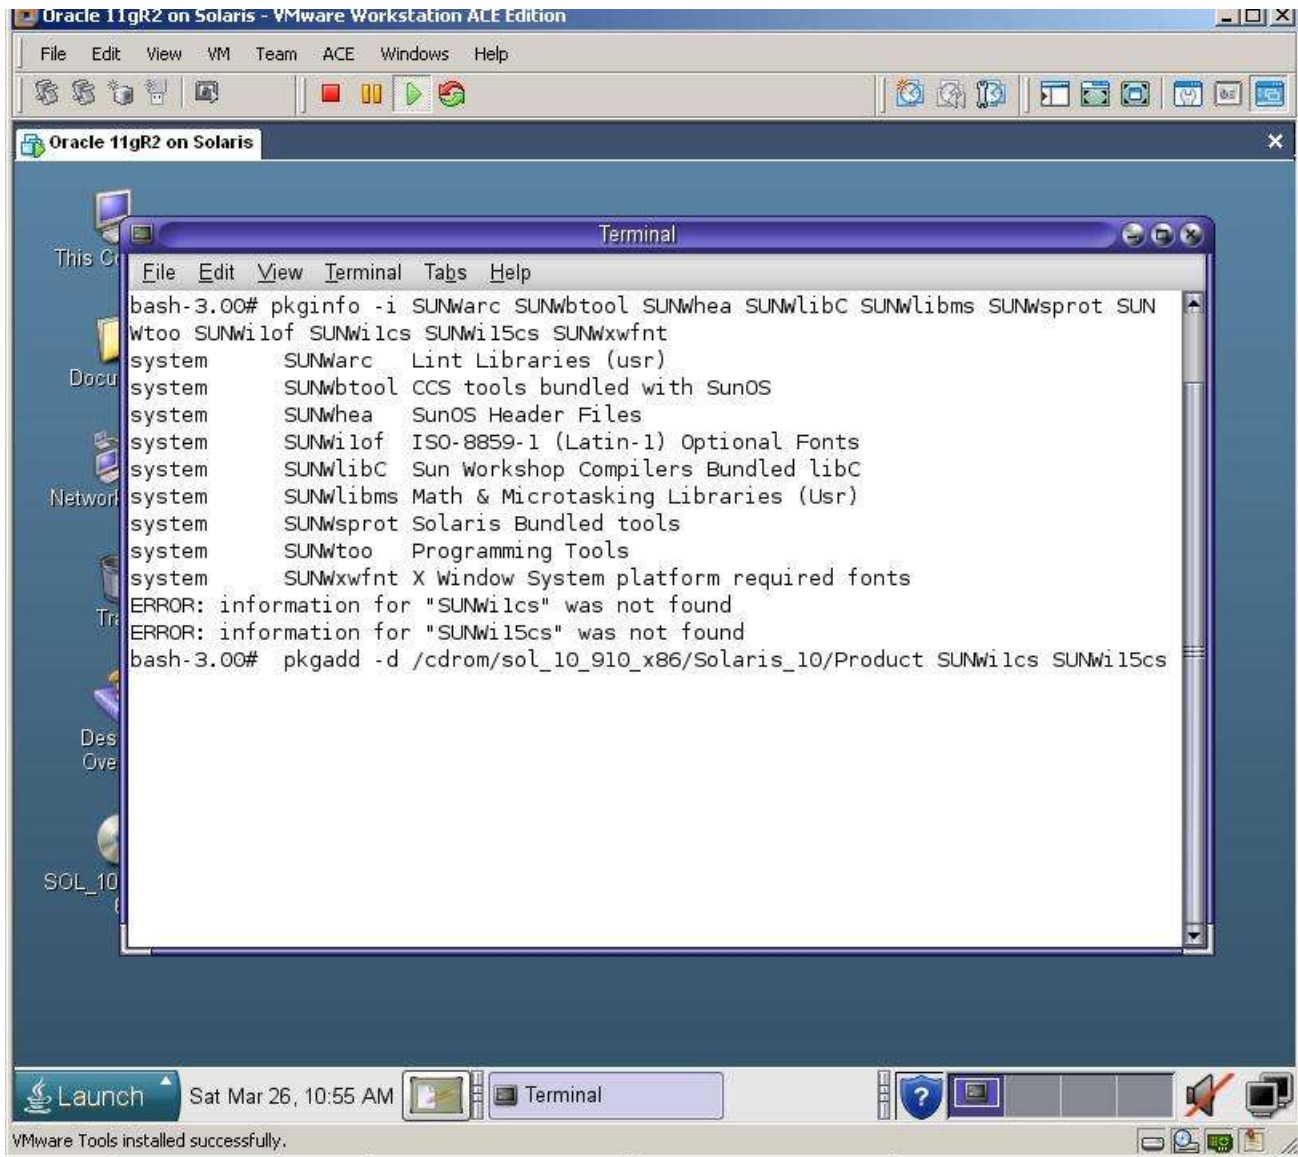 Oracle 11gR2 on Solaris - VMware Workstation ACE Edition
File Edit View VM Team ACE Windows Help
Oracle 11gR2 on Solaris
This C
Docu
Network
Tra
Des
Ove
SOL_10
Terminal
File Edit View Terminal Tabs Help
bash-3.00# pkginfo -i SUNWarc SUNWbtool SUNWhea SUNWlibC SUNWlibms SUNWsprot SUN
Wtoo SUNWi1of SUNWi1cs SUNWi15cs SUNWxwfnt
system SUNWarc Lint Libraries (usr)
system SUNWbtool CCS tools bundled with SunOS
system SUNWhea SunOS Header Files
system SUNWi1of ISO-8859-1 (Latin-1) Optional Fonts
system SUNWlibC Sun Workshop Compilers Bundled libC
system SUNWlibms Math & Microtasking Libraries (Usr)
system SUNWsprot Solaris Bundled tools
system SUNWtoo Programming Tools
system SUNWxwfnt X Window System platform required fonts
ERROR: information for "SUNWi1cs" was not found
ERROR: information for "SUNWi15cs" was not found
bash-3.00# pkgadd -d /cdrom/sol_10_910_x86/Solaris_10/Product SUNWi1cs SUNWi15cs
Launch Sat Mar 26, 10:55 AM Terminal
VMware Tools installed successfully.